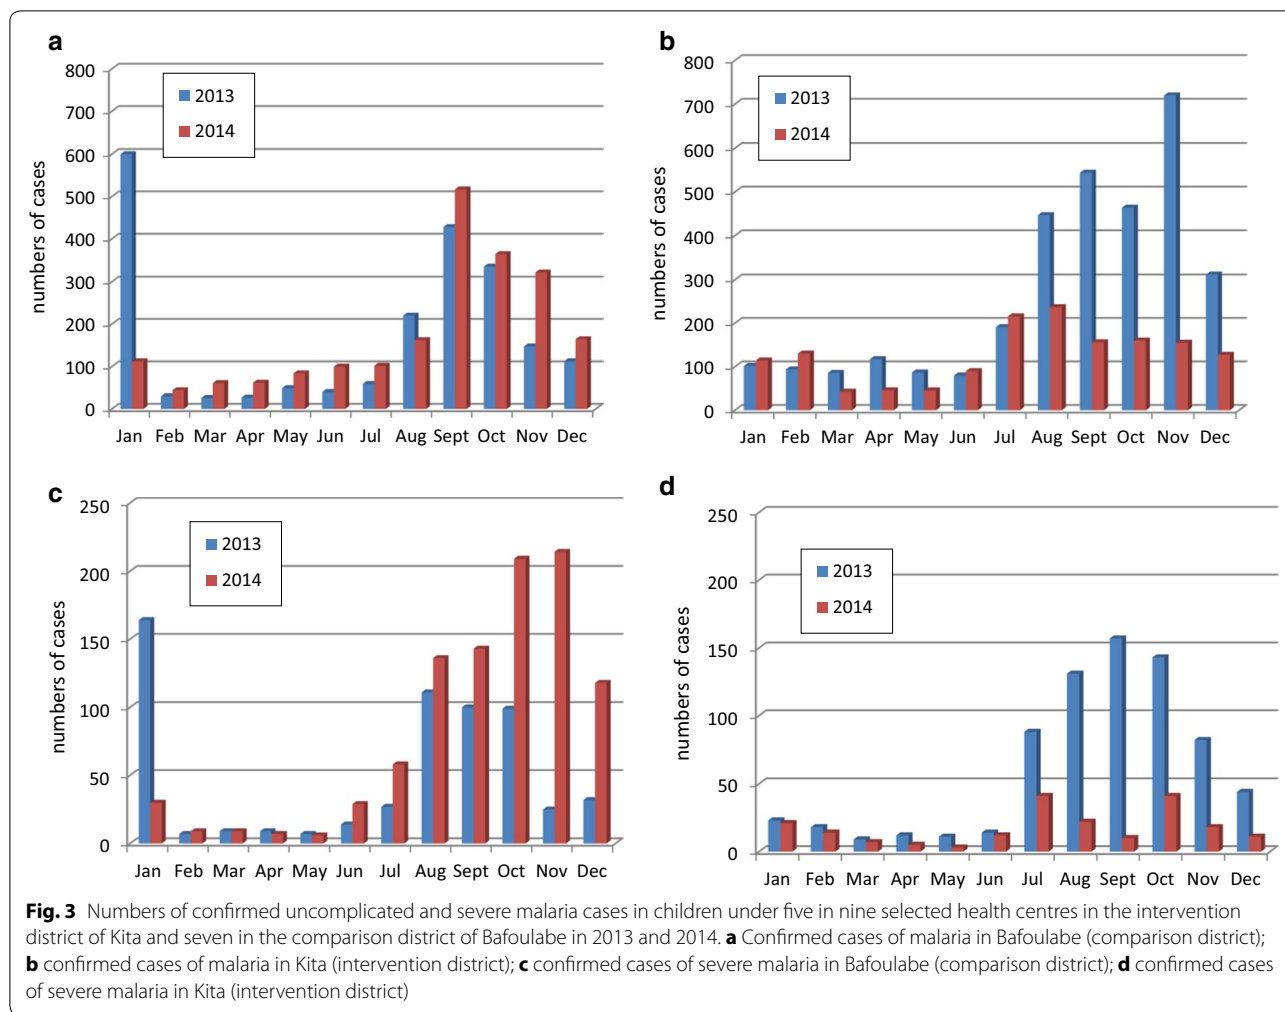 a
800
700
600
500
400
300
200
100
0
numbers of cases
2013
2014
Jan Feb Mar Apr May Jun Jul Aug Sept Oct Nov Dec
b
800
700
600
500
400
300
200
100
0
numbers of cases
2013
2014
Jan Feb Mar Apr May Jun Jul Aug Sept Oct Nov Dec
c
250
200
150
100
50
0
numbers of cases
2013
2014
Jan Feb Mar Apr May Jun Jul Aug Sept Oct Nov Dec
d
250
200
150
100
50
0
numbers of cases
2013
2014
Jan Feb Mar Apr May Jun Jul Aug Sept Oct Nov Dec
Fig. 3 Numbers of confirmed uncomplicated and severe malaria cases in children under five in nine selected health centres in the intervention
district of Kita and seven in the comparison district of Bafoulabe in 2013 and 2014. a Confirmed cases of malaria in Bafoulabe (comparison district);
b confirmed cases of malaria in Kita (intervention district); c confirmed cases of severe malaria in Bafoulabe (comparison district); d confirmed cases
of severe malaria in Kita (intervention district)